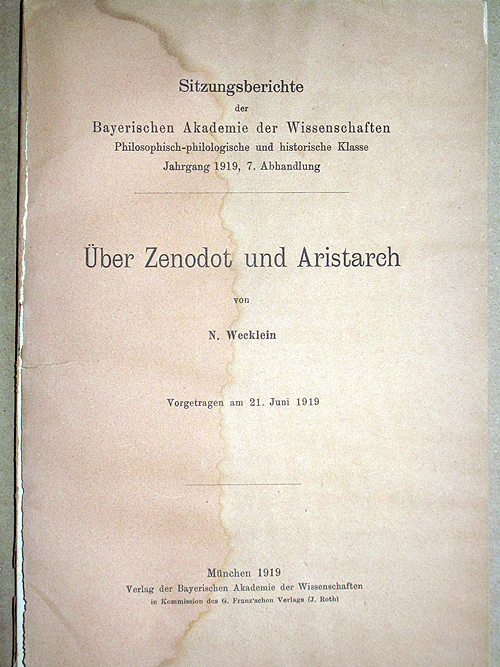 Sitzungsberichte
der
Bayerischen Akademie der Wissenschaften
Philosophisch-philologische und historische Klasse
Jahrgang 1919, 7. Abhandlung
Über Zenodot und Aristarch
von
N. Wecklein
Vorgetragen am 21. Juni 1919
München 1919
Verlag der Bayerischen Akademie der Wissenschaften
in Kommission des G. Franz'schen Verlags (J. Roth)